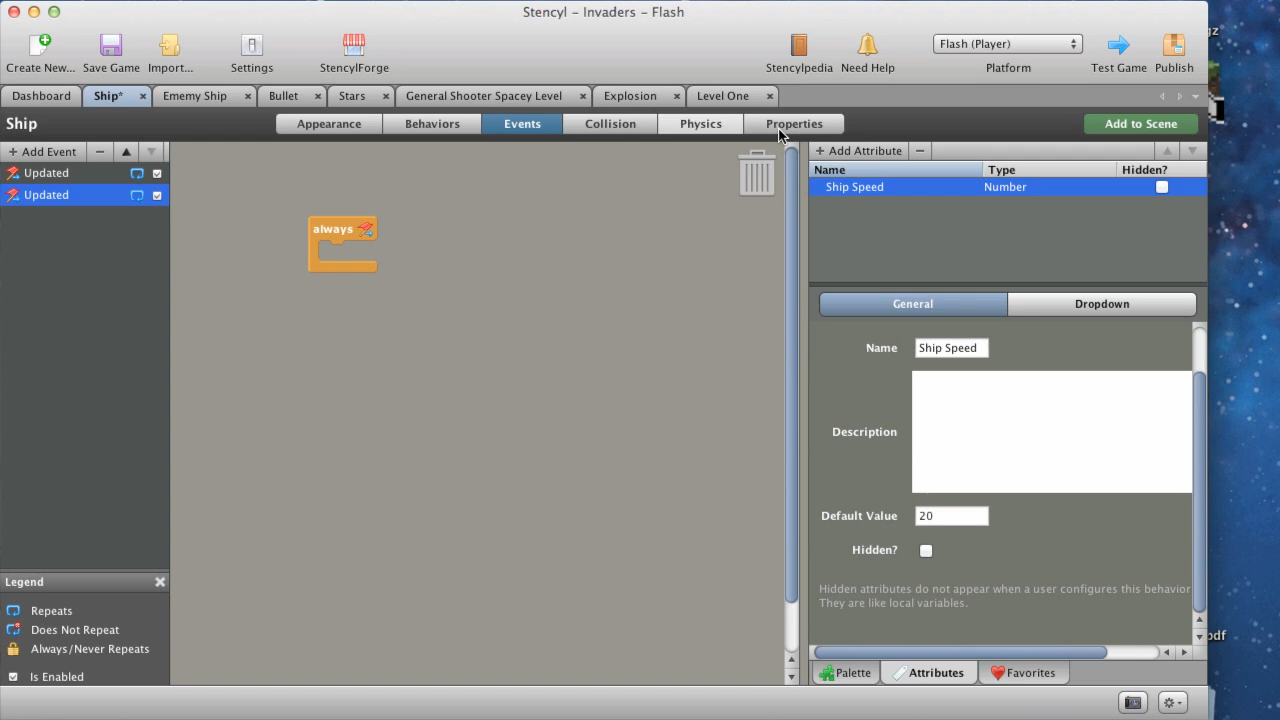 Stencyl – Invaders – Flash
Create New... Save Game Import... Settings StencylForge Stencylpedia Need Help Flash (Player) Platform Test Game Publish
Dashboard Ship* Ememy Ship Bullet Stars General Shooter Spacey Level Explosion Level One
Ship Appearance Behaviors Events Collision Physics Properties Add to Scene
+ Add Event
+ Add Attribute
Updated
Updated
always
Name Type Hidden?
Ship Speed Number
General Dropdown
Name Ship Speed
Description
Default Value 20
Hidden?
Hidden attributes do not appear when a user configures this behavior
They are like local variables.
Legend
Repeats
Does Not Repeat
Always/Never Repeats
Is Enabled
Palette Attributes Favorites
gz
pdf